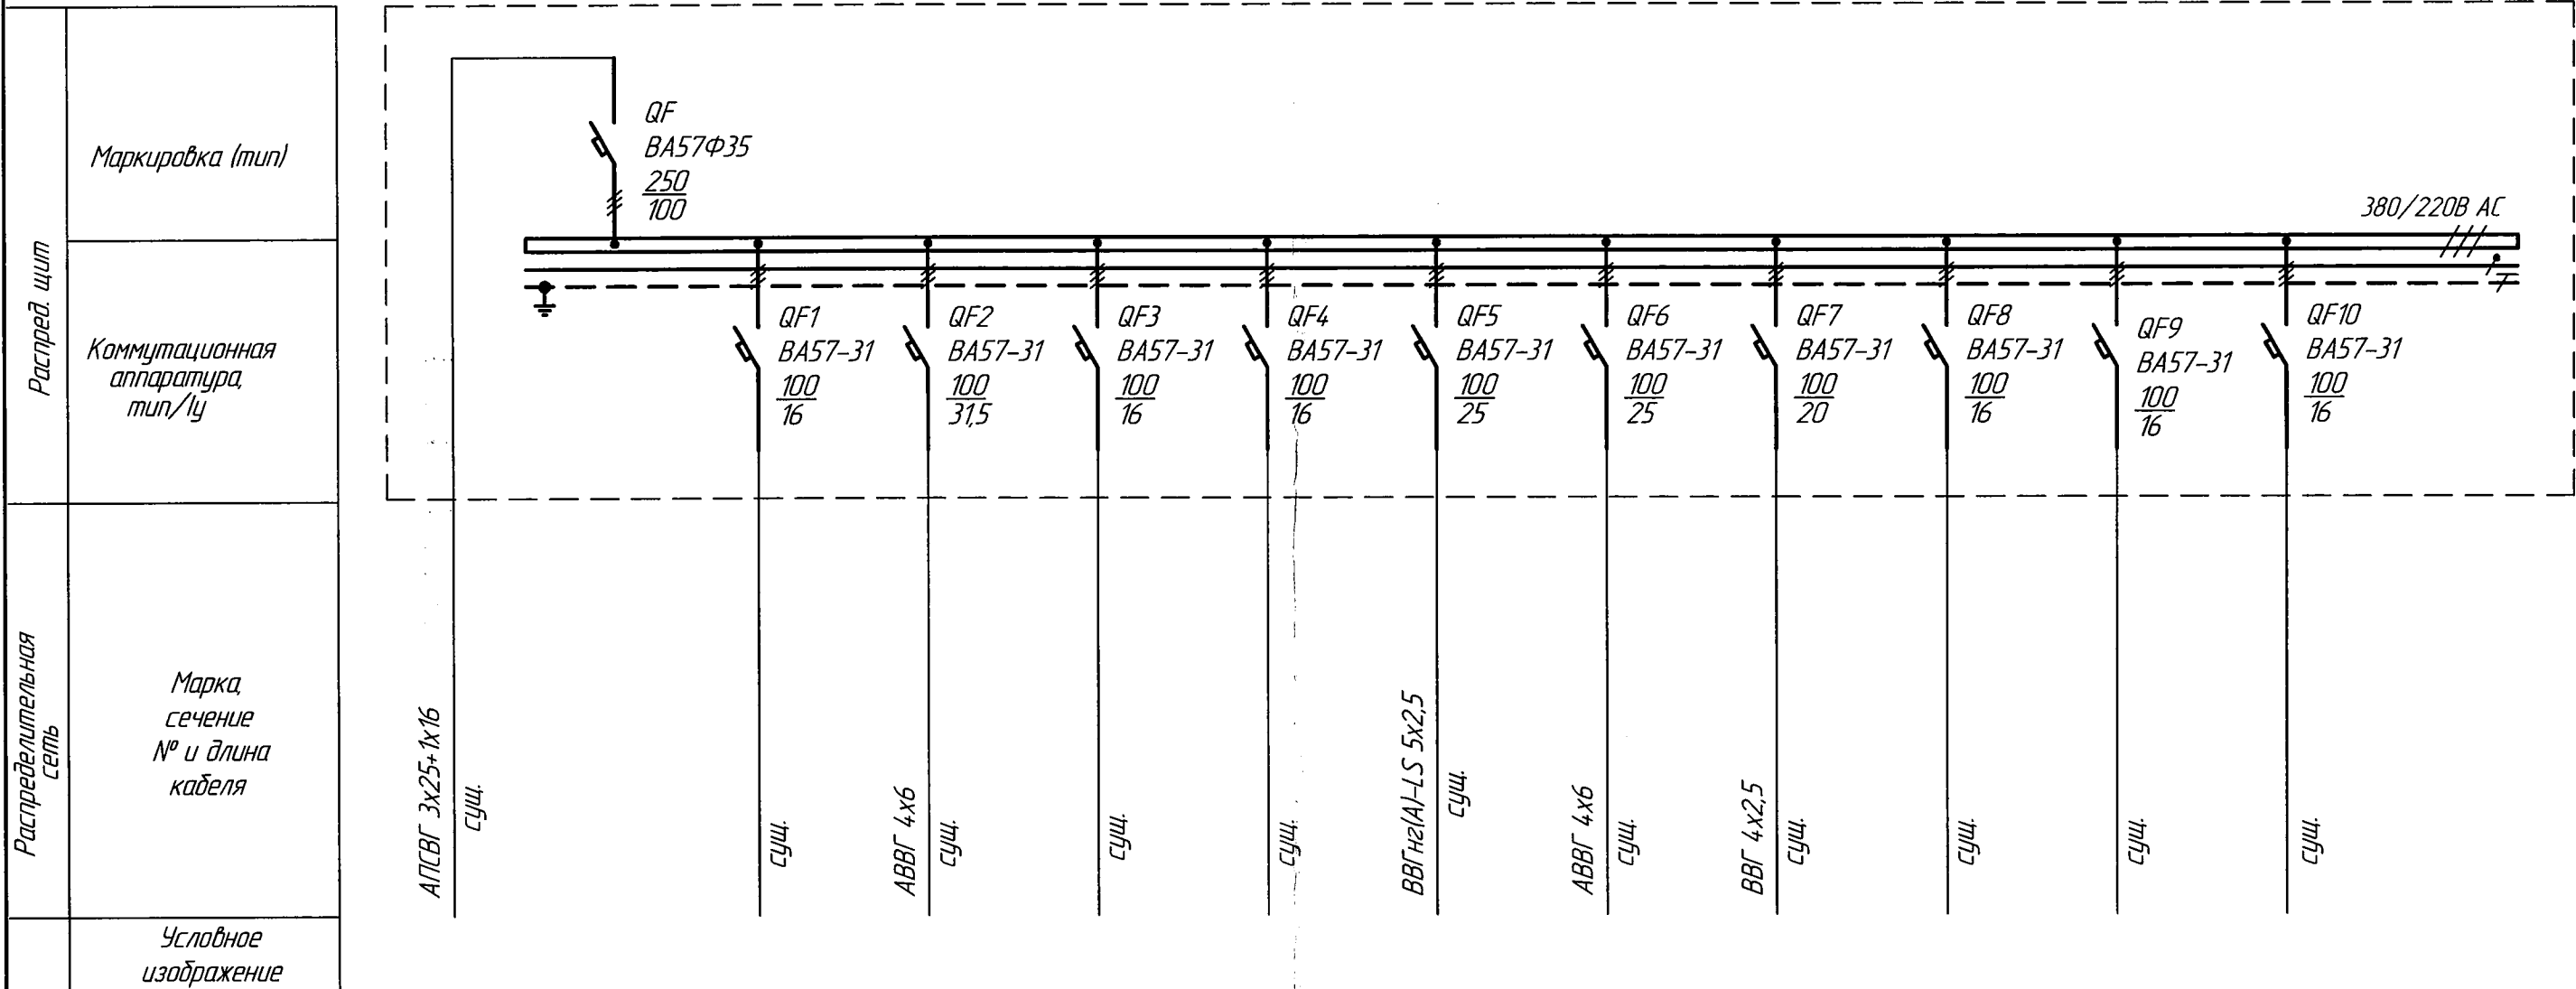 Распред. щит
Маркировка (тип)
Коммутационная
аппаратура,
тип/Iу
Распределительная
сеть
Марка,
сечение
№ и длина
кабеля
Условное
изображение
QF
ВА57Ф35
250
100
380/220В АС
QF1
ВА57-31
100
16
QF2
ВА57-31
100
31,5
QF3
ВА57-31
100
16
QF4
ВА57-31
100
16
QF5
ВА57-31
100
25
QF6
ВА57-31
100
25
QF7
ВА57-31
100
20
QF8
ВА57-31
100
16
QF9
ВА57-31
100
16
QF10
ВА57-31
100
16
АПСВГ 3х25+1х16
сущ.
сущ.
АВВГ 4х6
сущ.
сущ.
сущ.
ВВГнг(А)-LS 5х2,5
сущ.
АВВГ 4х6
сущ.
ВВГ 4х2,5
сущ.
сущ.
сущ.
сущ.